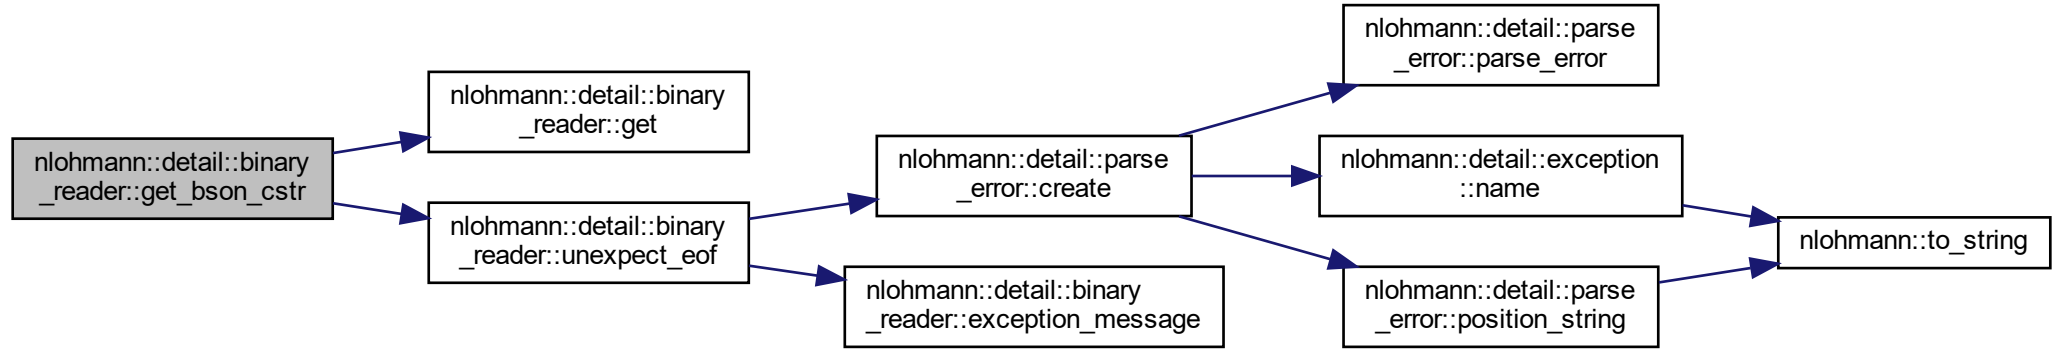 nlohmann::detail::binary
_reader::get_bson_cstr
nlohmann::detail::binary
_reader::get
nlohmann::detail::binary
_reader::unexpect_eof
nlohmann::detail::parse
_error::create
nlohmann::detail::binary
_reader::exception_message
nlohmann::detail::parse
_error::parse_error
nlohmann::detail::exception
::name
nlohmann::detail::parse
_error::position_string
nlohmann::to_string